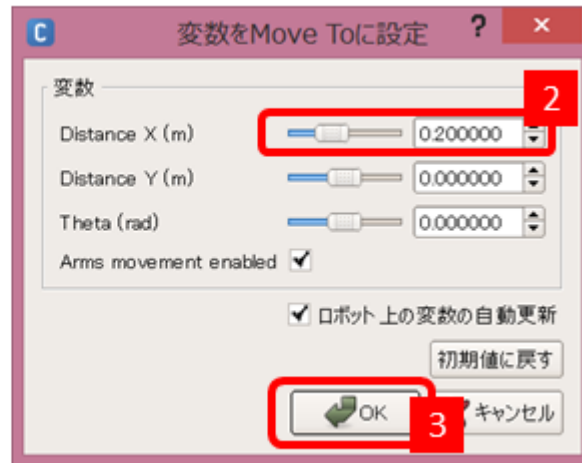 C 変数をMove Toに設定 ? ×
変数
2
Distance X (m) 0.200000
Distance Y (m) 0.000000
Theta (rad) 0.000000
Arms movement enabled
ロボット上の変数の自動更新
初期値に戻す
OK 3 キャンセル